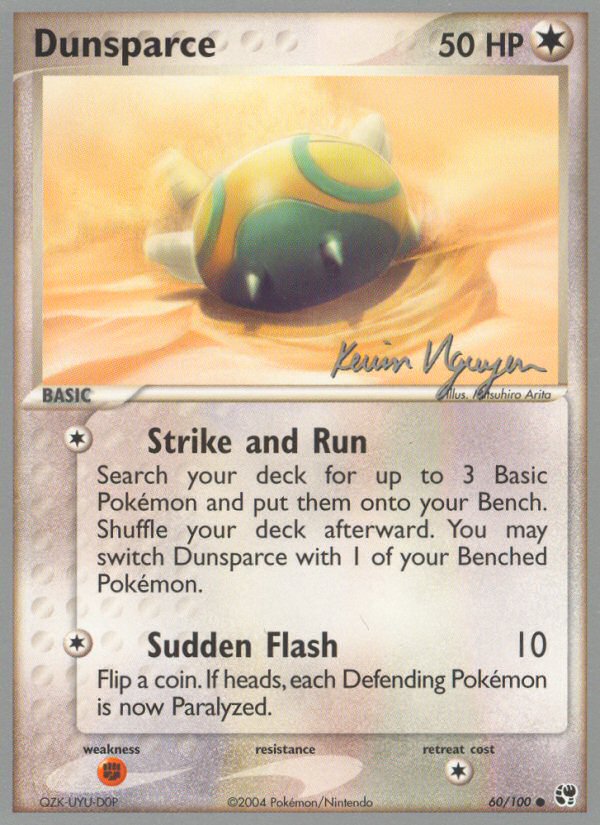 Dunsparce 50 HP
Kevin Nguyen
BASIC
Illus. Mitsuhiro Arita
Strike and Run
Search your deck for up to 3 Basic
Pokémon and put them onto your Bench.
Shuffle your deck afterward. You may
switch Dunsparce with 1 of your Benched
Pokémon.
Sudden Flash 10
Flip a coin. If heads, each Defending Pokémon
is now Paralyzed.
weakness resistance retreat cost
QZK-UYU-D0P ©2004 Pokémon/Nintendo 60/100